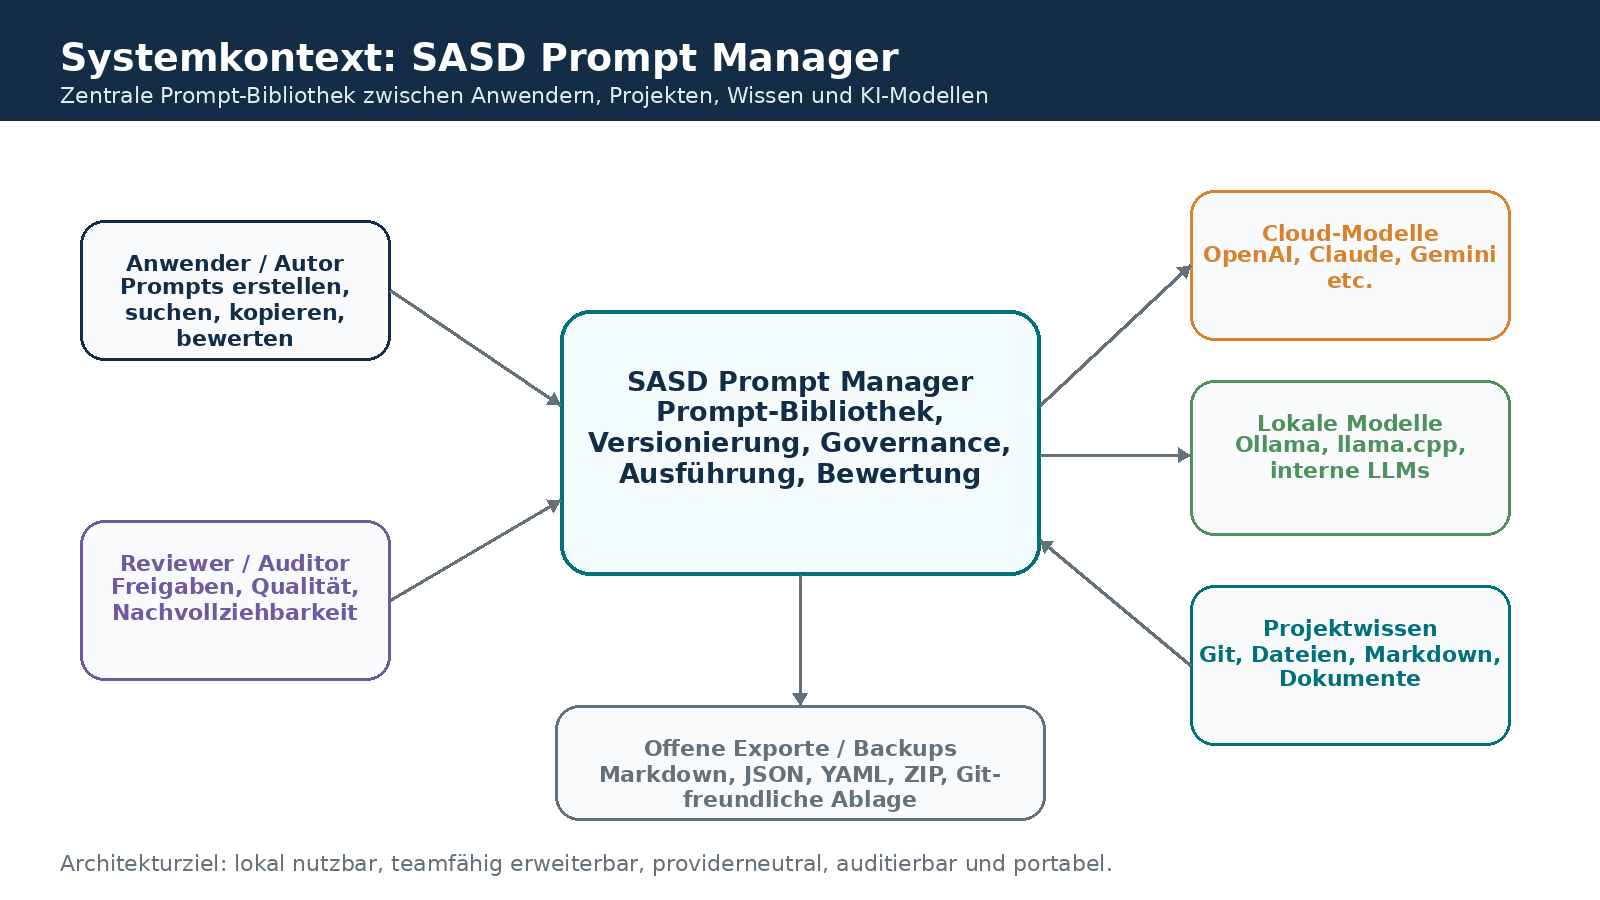 Systemkontext: SASD Prompt Manager
Zentrale Prompt-Bibliothek zwischen Anwendern, Projekten, Wissen und KI-Modellen
Anwender / Autor
Prompts erstellen,
suchen, kopieren,
bewerten
Reviewer / Auditor
Freigaben, Qualität,
Nachvollziehbarkeit
SASD Prompt Manager
Prompt-Bibliothek,
Versionierung, Governance,
Ausführung, Bewertung
Cloud-Modelle
OpenAI, Claude, Gemini
etc.
Lokale Modelle
Ollama, llama.cpp,
interne LLMs
Projektwissen
Git, Dateien, Markdown,
Dokumente
Offene Exporte / Backups
Markdown, JSON, YAML, ZIP, Git-
freundliche Ablage
Architekturziel: lokal nutzbar, teamfähig erweiterbar, providerneutral, auditierbar und portabel.